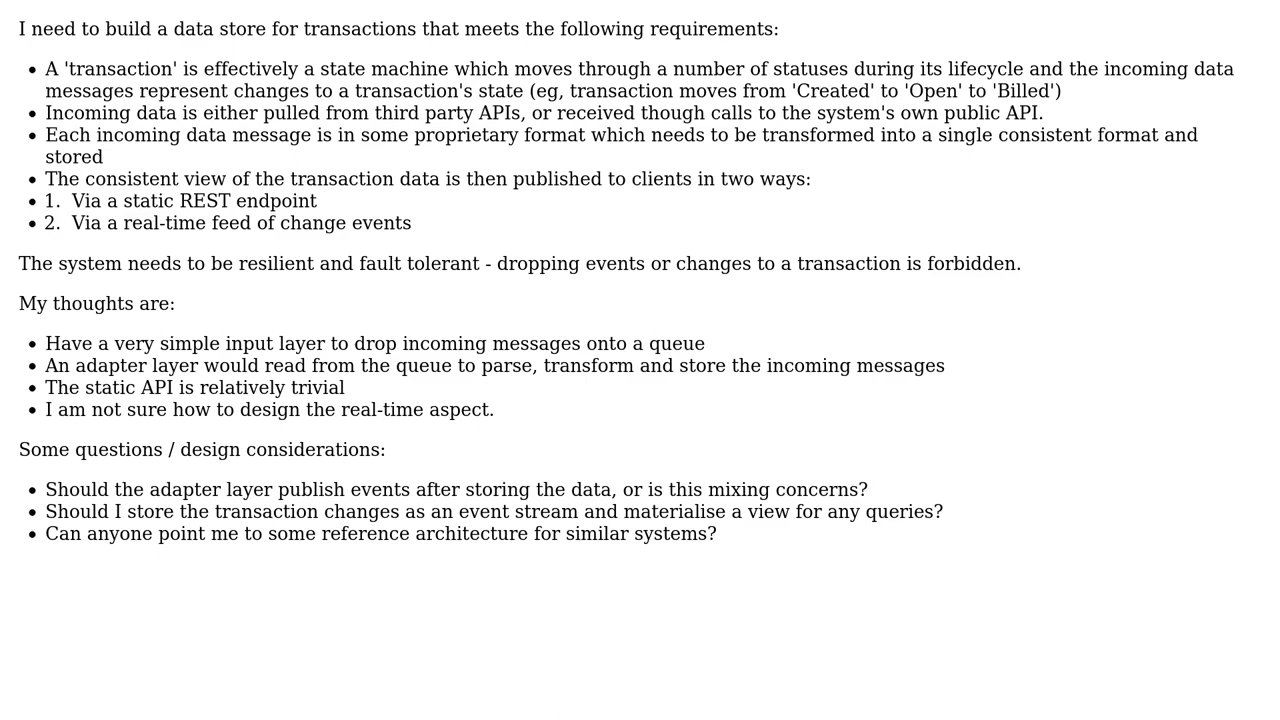 I need to build a data store for transactions that meets the following requirements:
• A 'transaction' is effectively a state machine which moves through a number of statuses during its lifecycle and the incoming data
messages represent changes to a transaction's state (eg, transaction moves from 'Created' to 'Open' to 'Billed')
• Incoming data is either pulled from third party APIs, or received though calls to the system's own public API.
• Each incoming data message is in some proprietary format which needs to be transformed into a single consistent format and
stored
• The consistent view of the transaction data is then published to clients in two ways:
• 1. Via a static REST endpoint
• 2. Via a real-time feed of change events
The system needs to be resilient and fault tolerant - dropping events or changes to a transaction is forbidden.
My thoughts are:
• Have a very simple input layer to drop incoming messages onto a queue
• An adapter layer would read from the queue to parse, transform and store the incoming messages
• The static API is relatively trivial
• I am not sure how to design the real-time aspect.
Some questions / design considerations:
• Should the adapter layer publish events after storing the data, or is this mixing concerns?
• Should I store the transaction changes as an event stream and materialise a view for any queries?
• Can anyone point me to some reference architecture for similar systems?